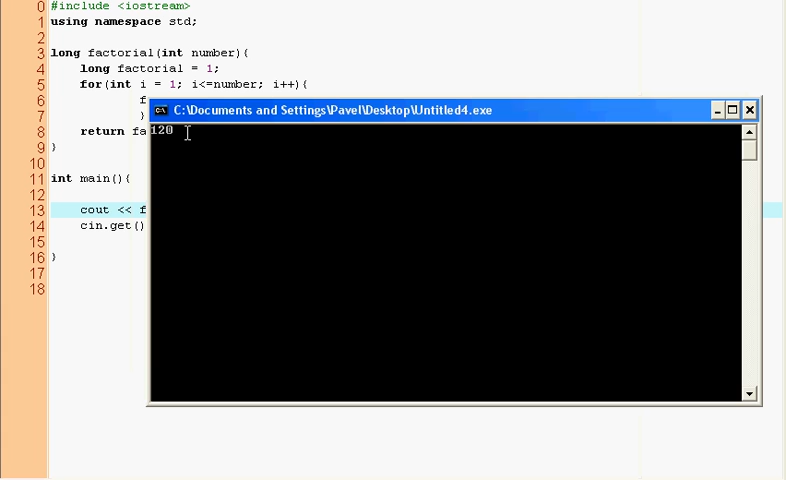 0 #include <iostream>
1 using namespace std;
2
3 long factorial(int number){
4 long factorial = 1;
5 for(int i = 1; i<=number; i++){
6 f
7 }
8 return fa
9 }
10
11 int main(){
12
13 cout << f
14 cin.get()
15
16 }
17
18
C:\Documents and Settings\Pavel\Desktop\Untitled4.exe
120